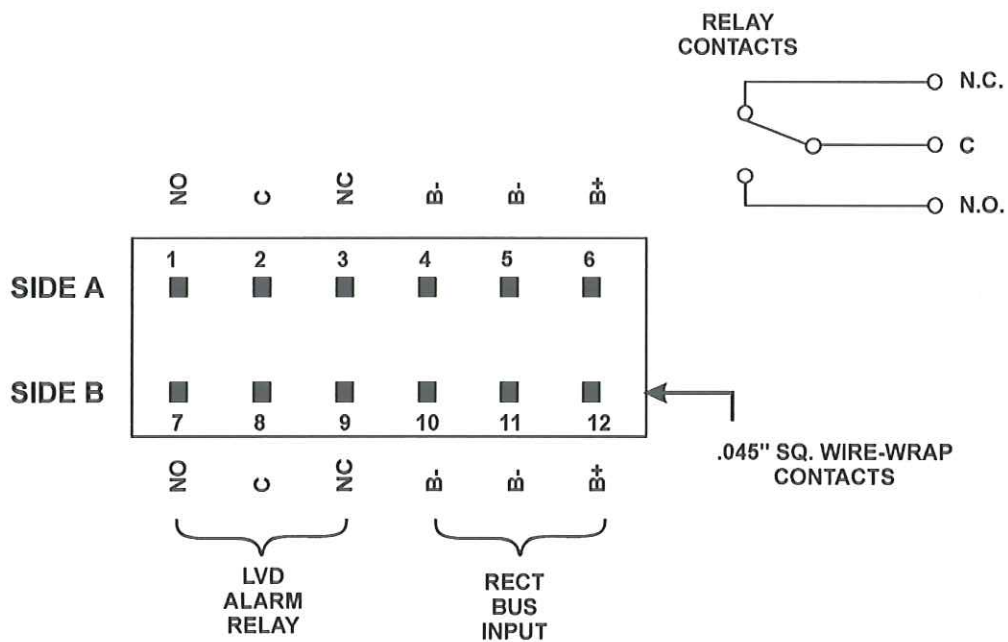 RELAY
CONTACTS
N.C.
C
N.O.
NO C NC B- B- B+
1 2 3 4 5 6
SIDE A
SIDE B
7 8 9 10 11 12
NO C NC B- B- B+
.045" SQ. WIRE-WRAP
CONTACTS
LVD
ALARM
RELAY
RECT
BUS
INPUT